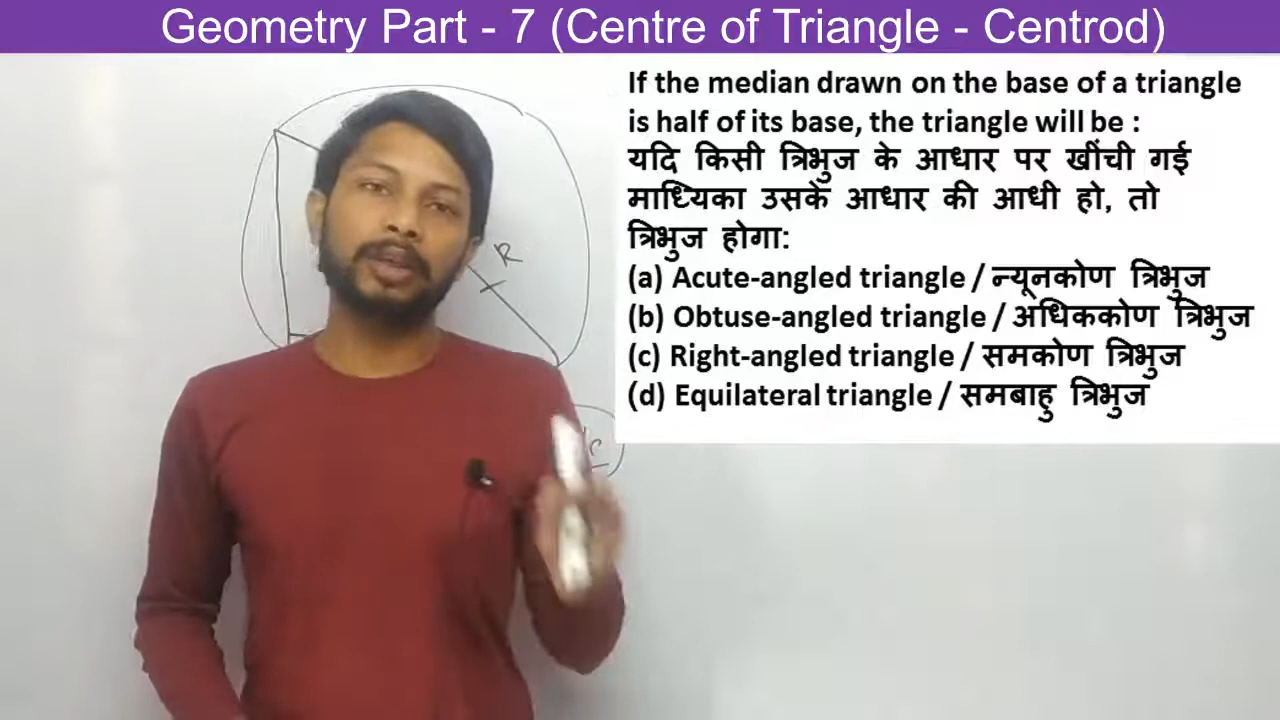 Geometry Part - 7 (Centre of Triangle - Centrod)
If the median drawn on the base of a triangle
is half of its base, the triangle will be :
यदि किसी त्रिभुज के आधार पर खींची गई
माध्यिका उसके आधार की आधी हो, तो
त्रिभुज होगा:
(a) Acute-angled triangle / न्यूनकोण त्रिभुज
(b) Obtuse-angled triangle / अधिककोण त्रिभुज
(c) Right-angled triangle / समकोण त्रिभुज
(d) Equilateral triangle / समबाहु त्रिभुज
R